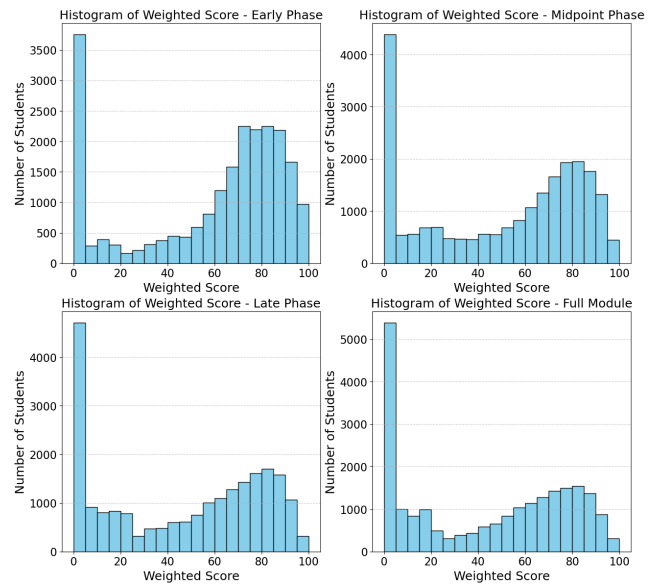 Histogram of Weighted Score - Early Phase
Number of Students
3500
3000
2500
2000
1500
1000
500
0
0 20 40 60 80 100
Weighted Score
Histogram of Weighted Score - Midpoint Phase
Number of Students
4000
3000
2000
1000
0
0 20 40 60 80 100
Weighted Score
Histogram of Weighted Score - Late Phase
Number of Students
4000
3000
2000
1000
0
0 20 40 60 80 100
Weighted Score
Histogram of Weighted Score - Full Module
Number of Students
5000
4000
3000
2000
1000
0
0 20 40 60 80 100
Weighted Score